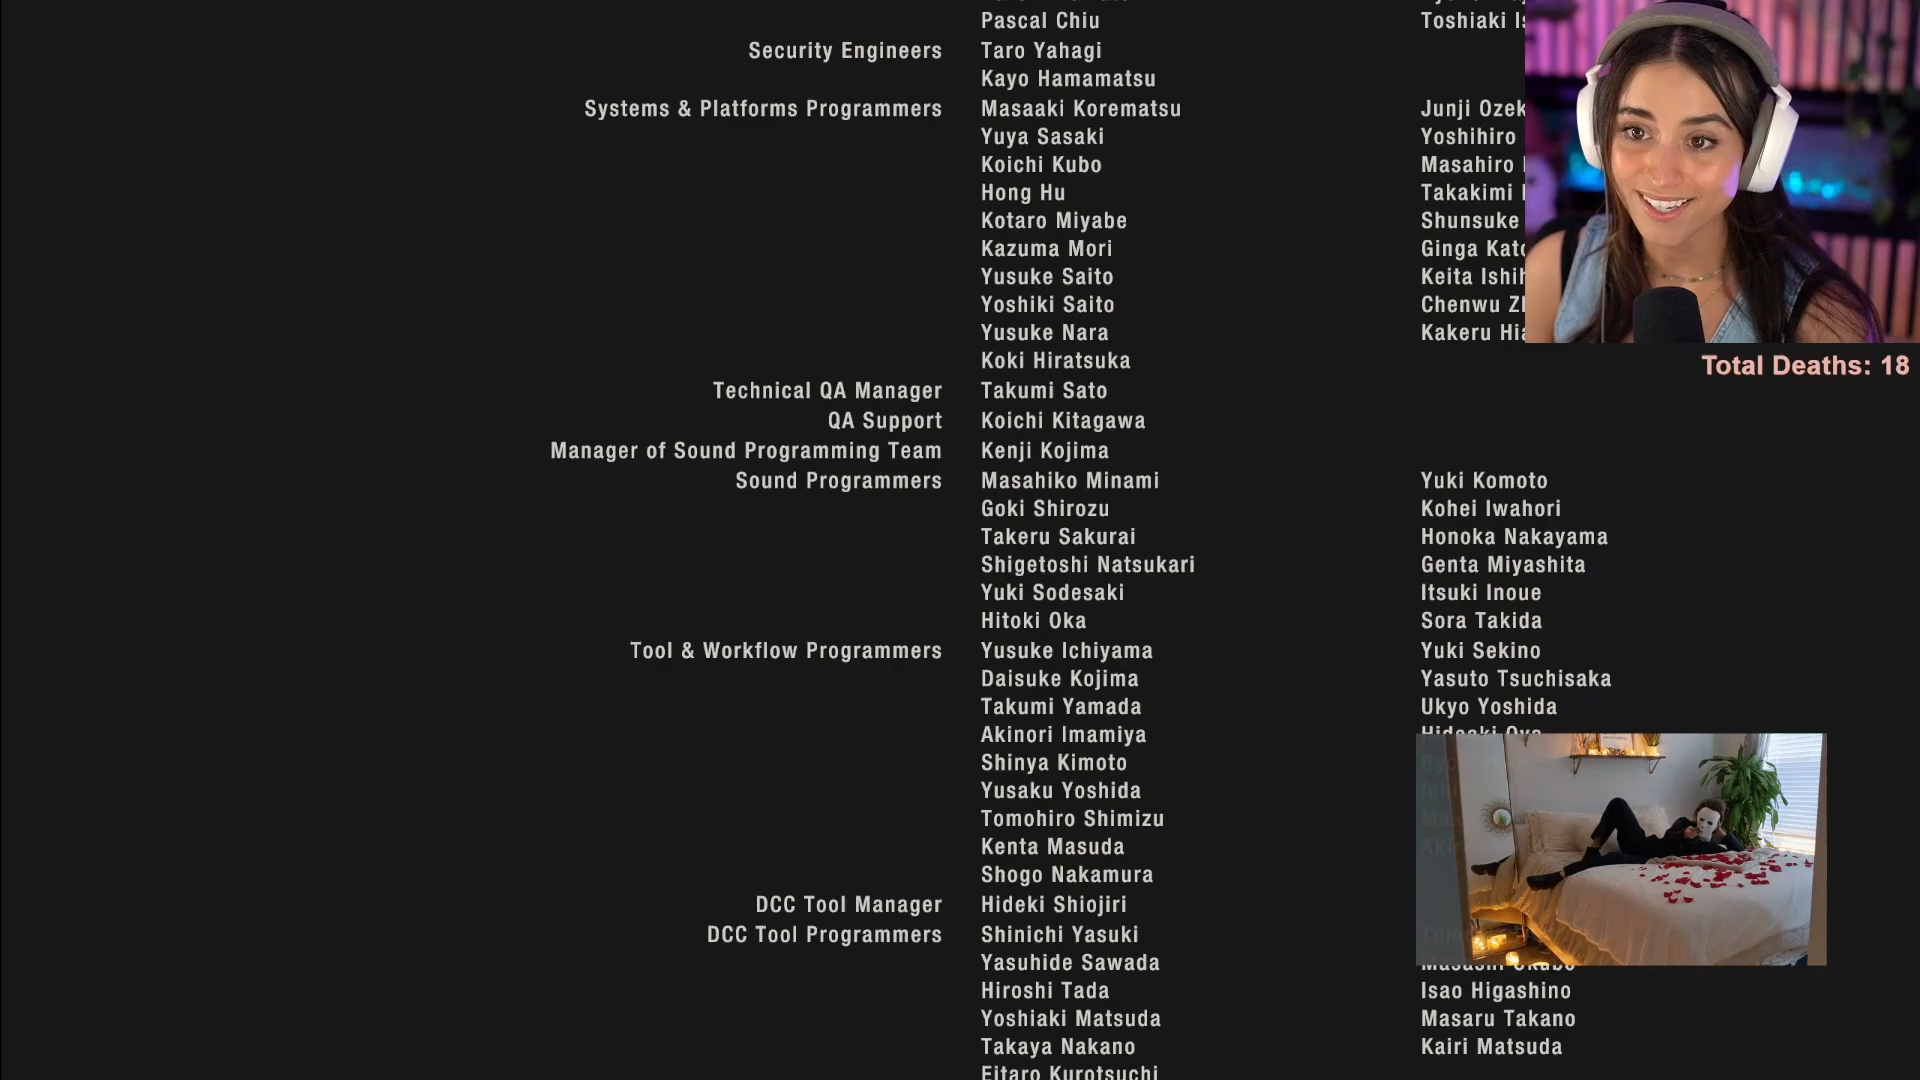 Pascal Chiu Toshiaki
Security Engineers Taro Yahagi
Kayo Hamamatsu
Systems & Platforms Programmers Masaaki Korematsu Junji
Yuya Sasaki Yoshihiro
Koichi Kubo Masahiro
Hong Hu Takakimi
Kotaro Miyabe Shunsuke
Kazuma Mori Ginga
Yusuke Saito Keita
Yoshiki Saito Chenwu
Yusuke Nara Kakeru
Koki Hiratsuka
Total Deaths: 18
Technical QA Manager Takumi Sato
QA Support Koichi Kitagawa
Manager of Sound Programming Team Kenji Kojima
Sound Programmers Masahiko Minami Yuki Komoto
Goki Shirozu Kohei Iwahori
Takeru Sakurai Honoka Nakayama
Shigetoshi Natsukari Genta Miyashita
Yuki Sodesaki Itsuki Inoue
Hitoki Oka Sora Takida
Tool & Workflow Programmers Yusuke Ichiyama Yuki Sekino
Daisuke Kojima Yasuto Tsuchisaka
Takumi Yamada Ukyo Yoshida
Akinori Imamiya
Shinya Kimoto
Yusaku Yoshida
Tomohiro Shimizu
Kenta Masuda
Shogo Nakamura
DCC Tool Manager Hideki Shiojiri
DCC Tool Programmers Shinichi Yasuki
Yasuhide Sawada
Hiroshi Tada Isao Higashino
Yoshiaki Matsuda Masaru Takano
Takaya Nakano Kairi Matsuda
Eitaro Kurotsuchi